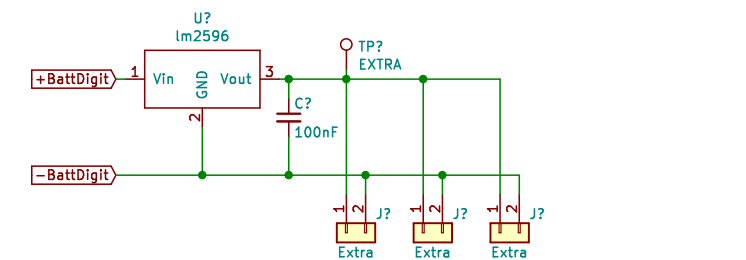 U?
lm2596
+BattDigit
1
Vin
GND
Vout
3
2
TP?
EXTRA
C?
100nF
-BattDigit
1
2
J?
Extra
1
2
J?
Extra
1
2
J?
Extra